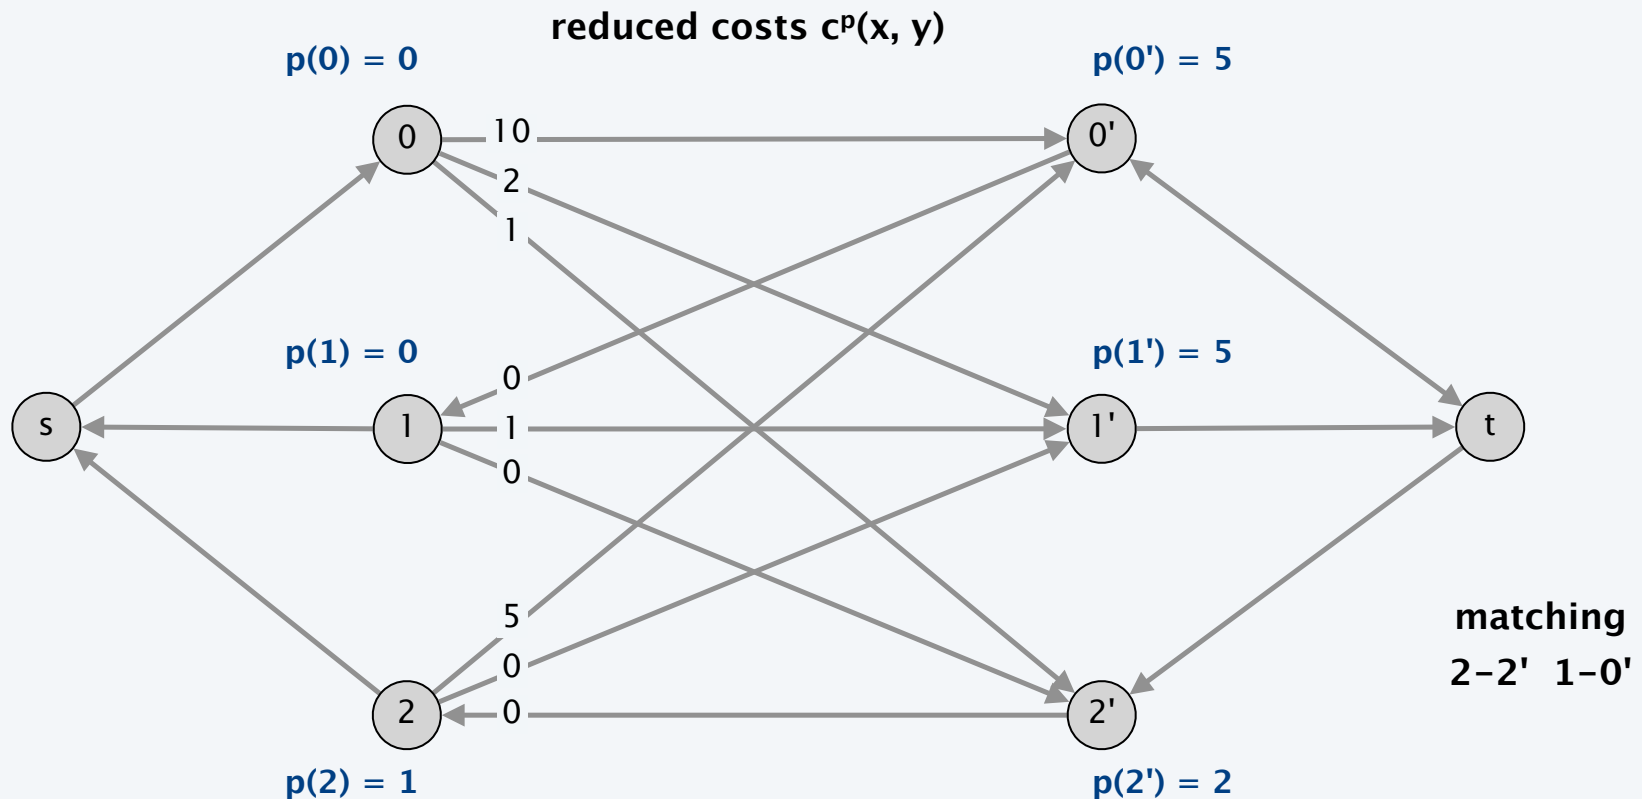 reduced costs cᵖ(x, y)
p(0) = 0
p(0') = 5
0
10
0'
2
1
p(1) = 0
p(1') = 5
0
s
1
1
1'
t
0
5
matching
0
2-2' 1-0'
2
0
2'
p(2) = 1
p(2') = 2